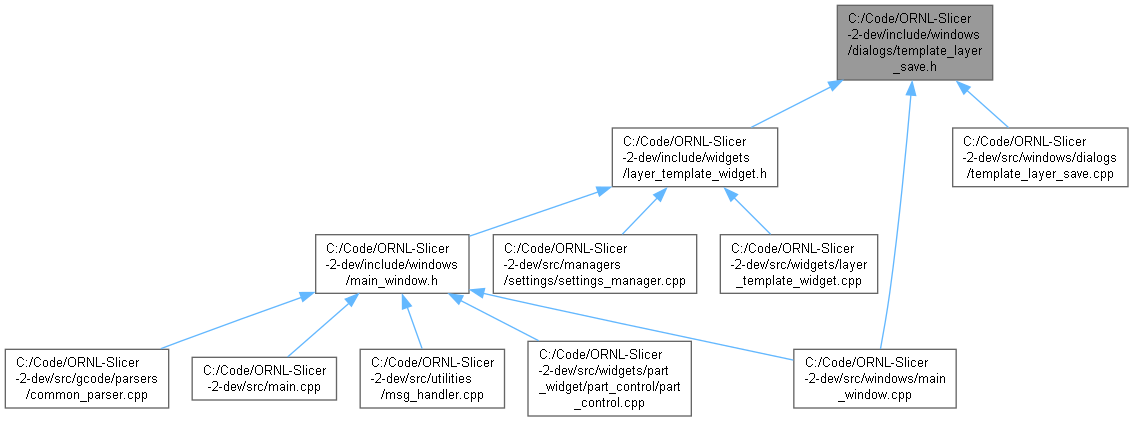 C:/Code/ORNL-Slicer
-2-dev/include/windows
/dialogs/template_layer
_save.h
C:/Code/ORNL-Slicer
-2-dev/include/widgets
/layer_template_widget.h
C:/Code/ORNL-Slicer
-2-dev/src/windows/dialogs
/template_layer_save.cpp
C:/Code/ORNL-Slicer
-2-dev/include/windows
/main_window.h
C:/Code/ORNL-Slicer
-2-dev/src/managers
/settings/settings_manager.cpp
C:/Code/ORNL-Slicer
-2-dev/src/widgets/layer
_template_widget.cpp
C:/Code/ORNL-Slicer
-2-dev/src/gcode/parsers
/common_parser.cpp
C:/Code/ORNL-Slicer
-2-dev/src/main.cpp
C:/Code/ORNL-Slicer
-2-dev/src/utilities
/msg_handler.cpp
C:/Code/ORNL-Slicer
-2-dev/src/widgets/part
_widget/part_control/part
_control.cpp
C:/Code/ORNL-Slicer
-2-dev/src/windows/main
_window.cpp